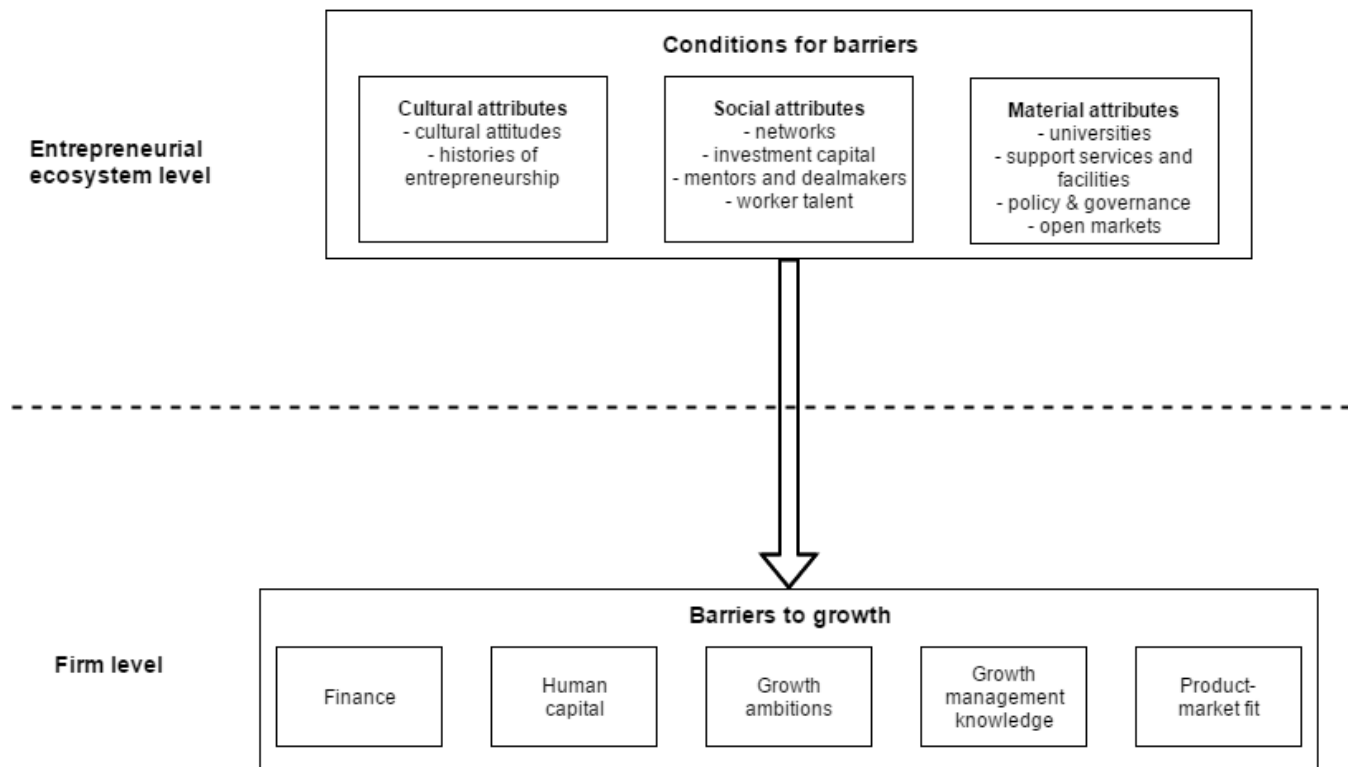 Conditions for barriers
Cultural attributes
- cultural attitudes
- histories of
entrepreneurship
Social attributes
- networks
- investment capital
- mentors and dealmakers
- worker talent
Material attributes
- universities
- support services and
facilities
- policy & governance
- open markets
Entrepreneurial
ecosystem level
Barriers to growth
Firm level
Finance
Human
capital
Growth
ambitions
Growth
management
knowledge
Product-
market fit